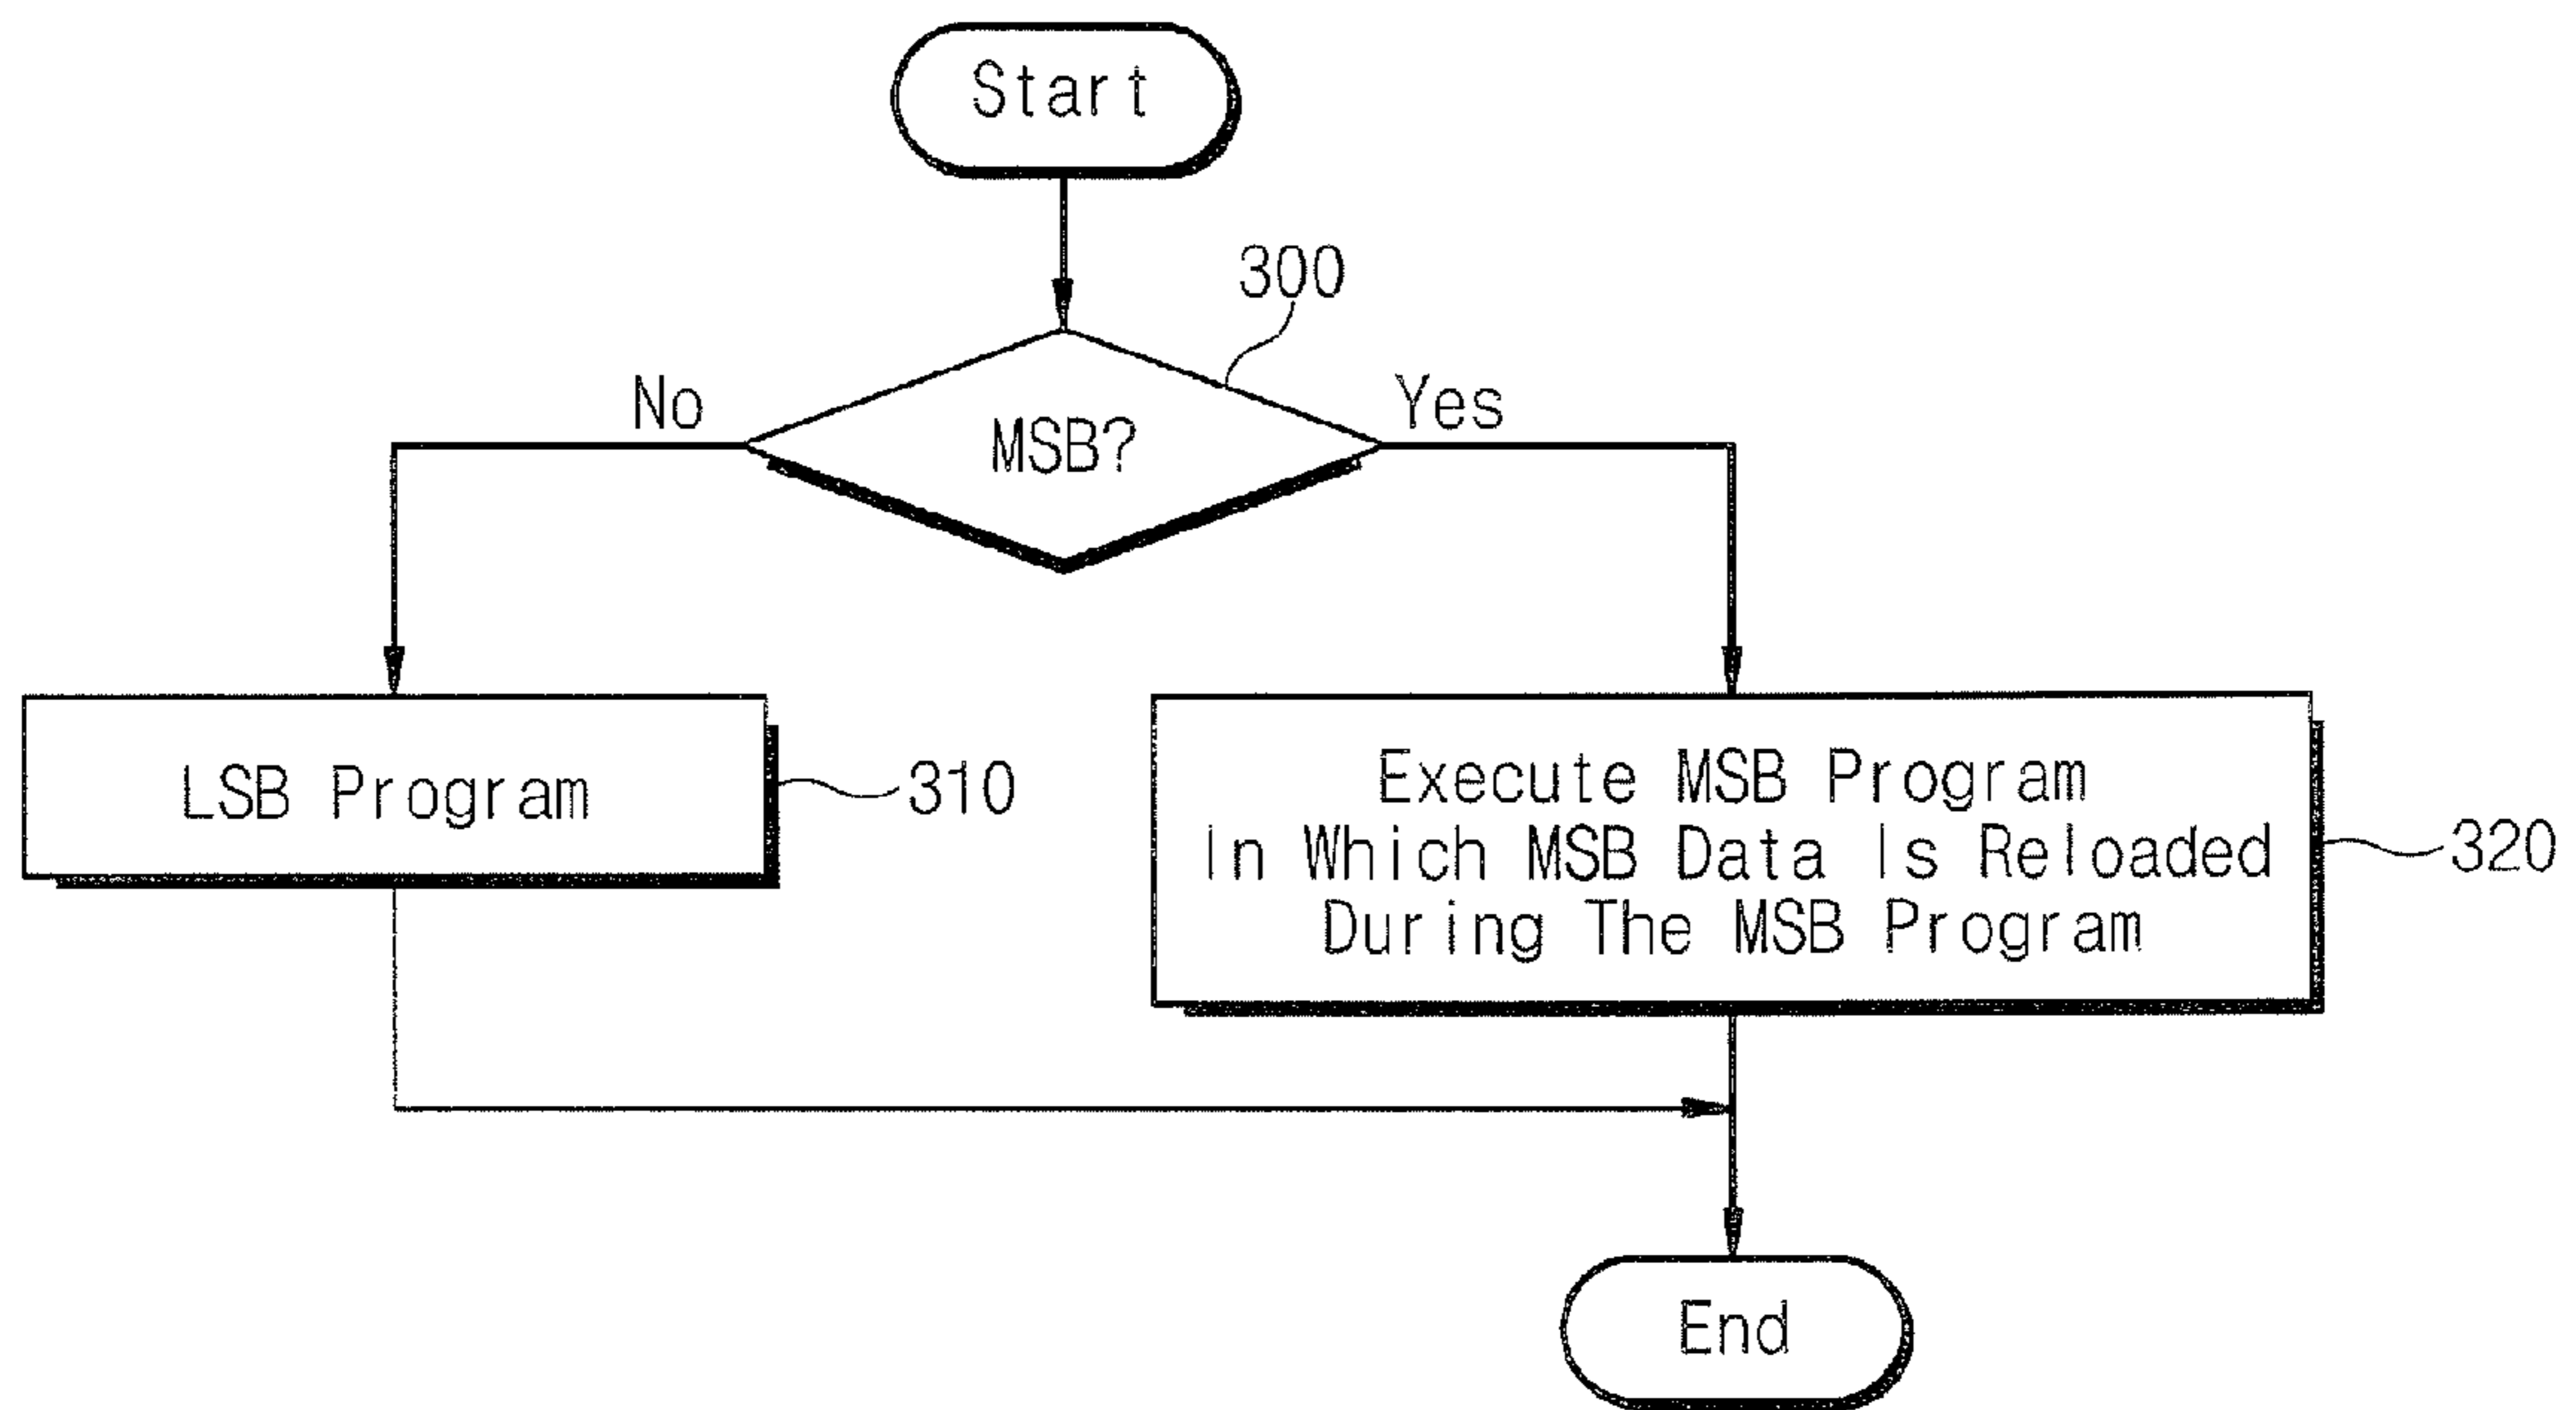 Start
300
No
MSB?
Yes
LSB Program
310
Execute MSB Program
In Which MSB Data Is Reloaded
During The MSB Program
320
End